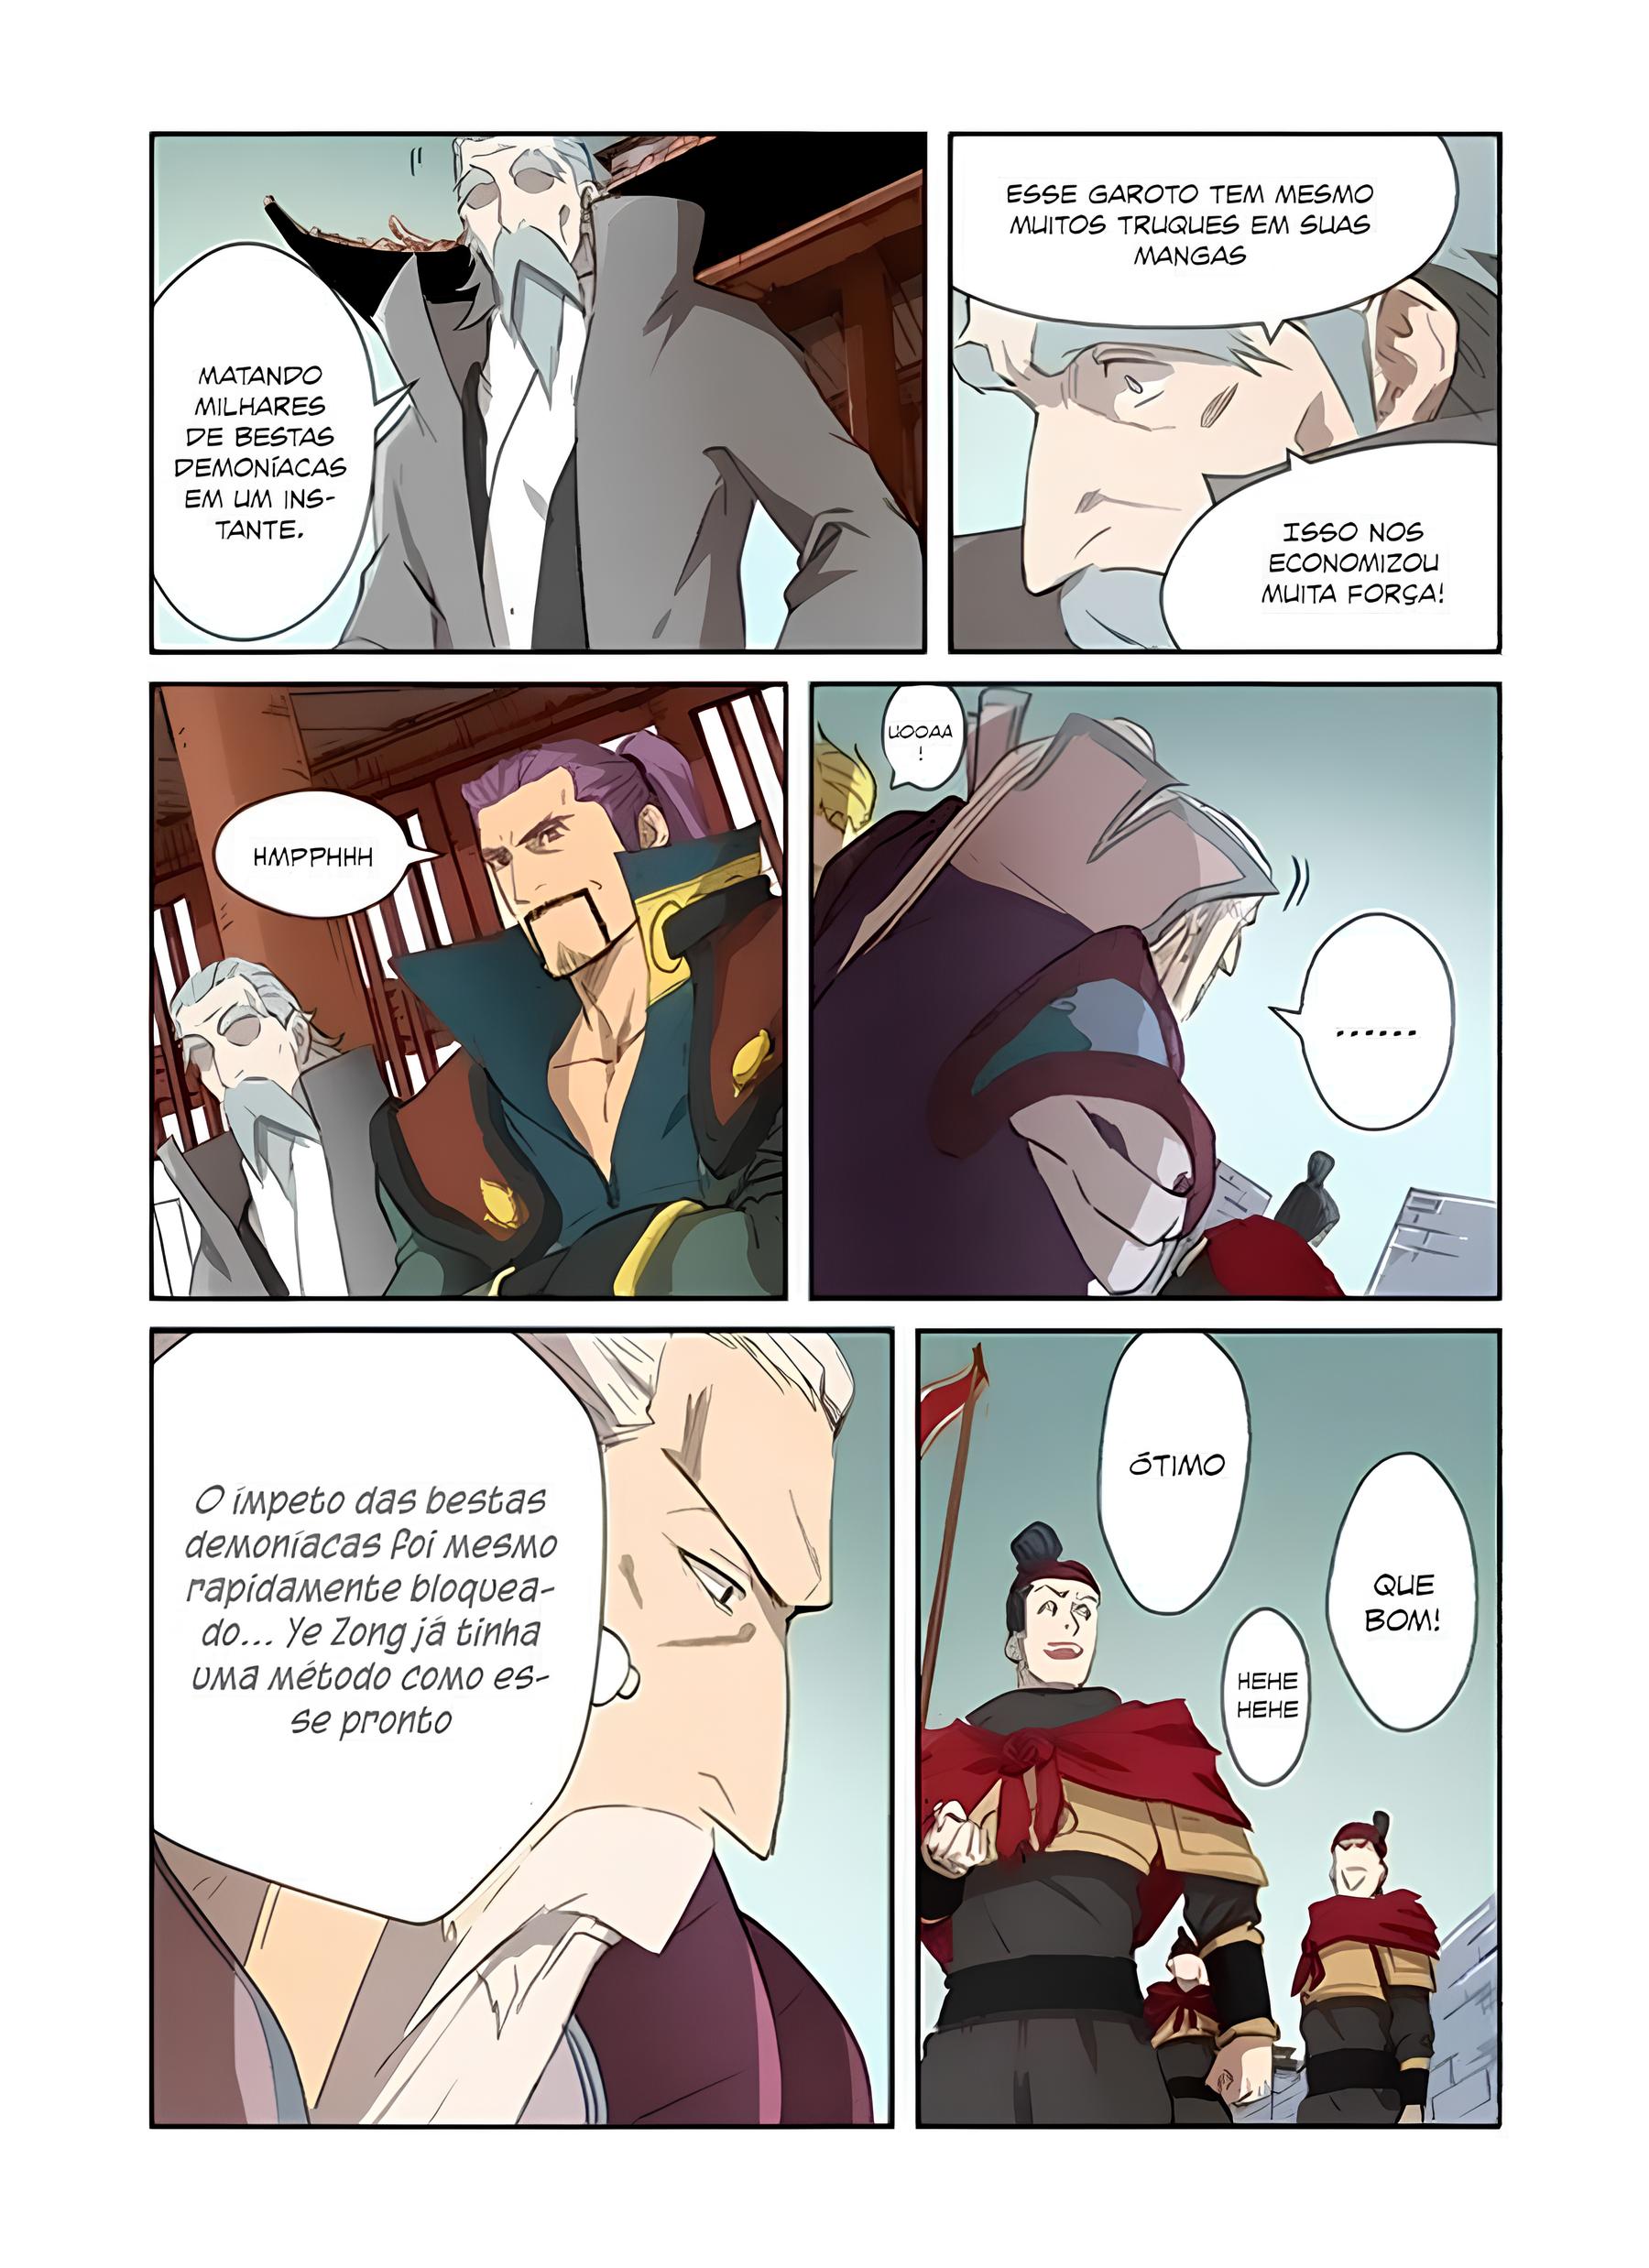 MATANDO
MILHARES
DE BESTAS
DEMONÍACAS
EM UM INS-
TANTE.
ESSE GAROTO TEM MESMO
MUITOS TRUQUES EM SUAS
MANGAS
ISSO NOS
ECONOMIZOU
MUITA FORÇA!
HMPPHHH
UOOAA
!
......
O ímpeto das bestas
demoníacas foi mesmo
rapidamente bloquea-
do... Ye Zong já tinha
uma método como es-
se pronto
ÓTIMO
QUE
BOM!
HEHE
HEHE